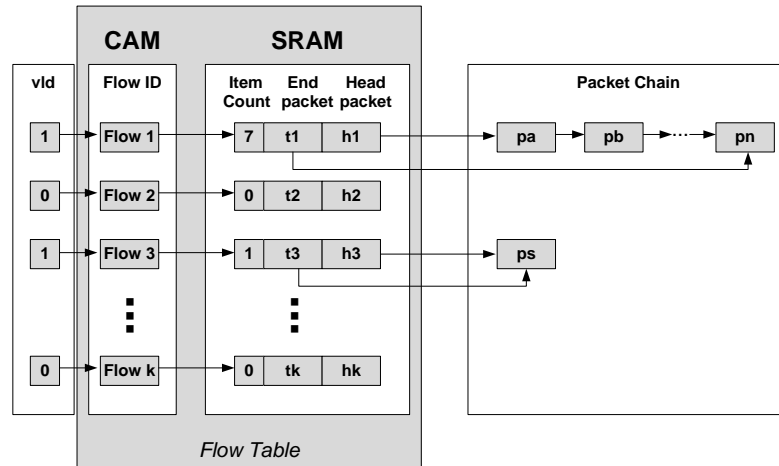 CAM SRAM
vld Flow ID Item Count End packet Head packet Packet Chain
1 Flow 1 7 t1 h1 pa pb ... pn
0 Flow 2 0 t2 h2
1 Flow 3 1 t3 h3 ps
0 Flow k 0 tk hk
Flow Table